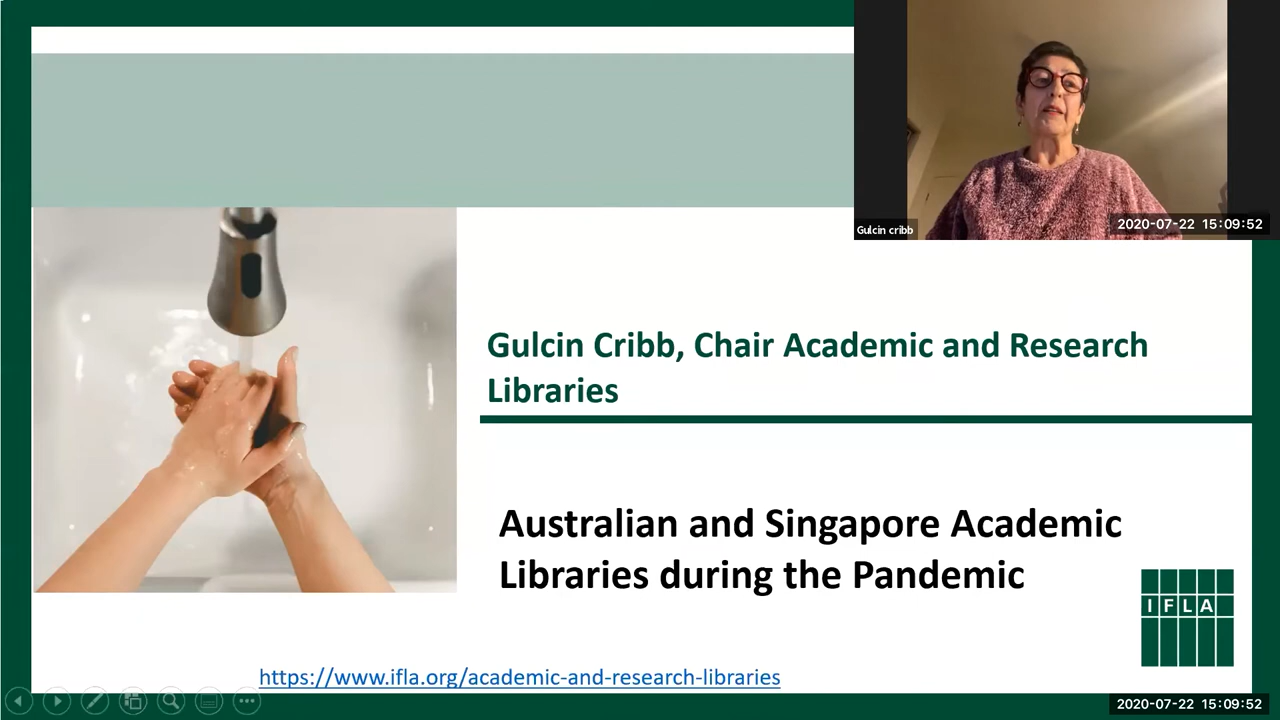 Gulcin cribb
2020-07-22 15:09:52
Gulcin Cribb, Chair Academic and Research
Libraries
Australian and Singapore Academic
Libraries during the Pandemic
IFLA
https://www.ifla.org/academic-and-research-libraries
2020-07-22 15:09:52